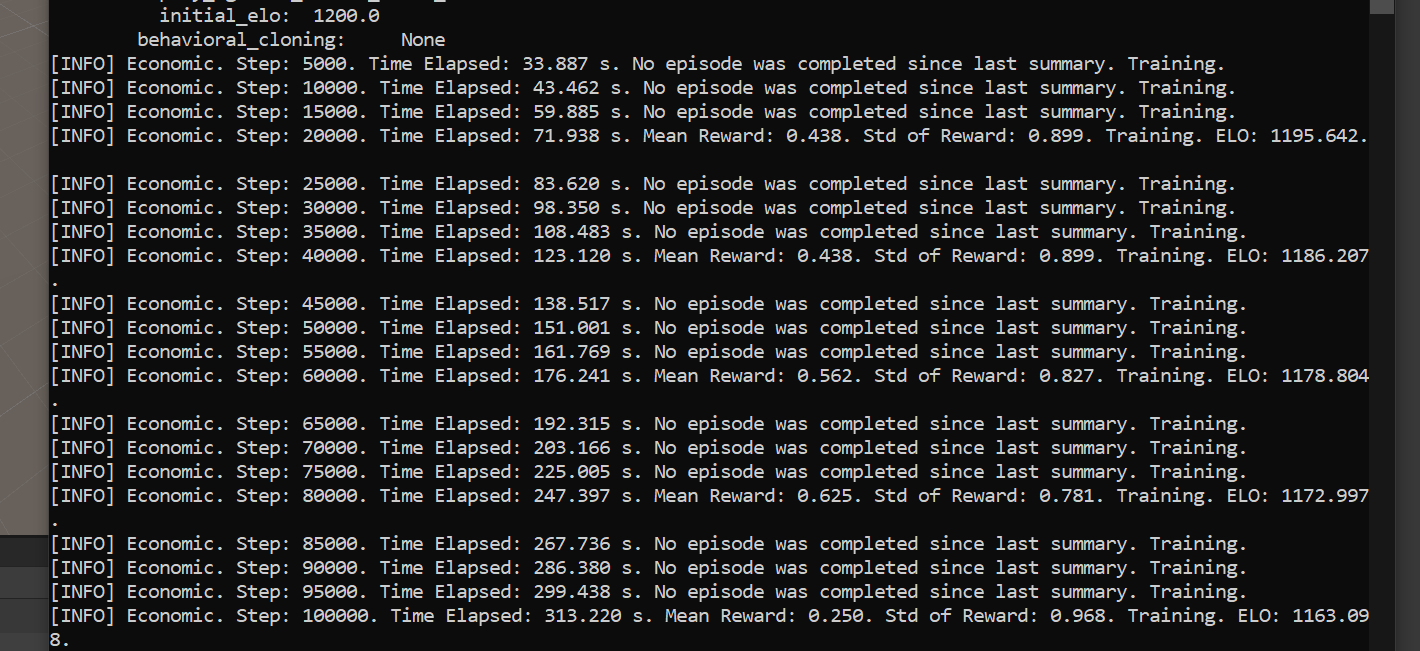 initial_elo:  1200.0
behavioral_cloning:     None
[INFO] Economic. Step: 5000. Time Elapsed: 33.887 s. No episode was completed since last summary. Training.
[INFO] Economic. Step: 10000. Time Elapsed: 43.462 s. No episode was completed since last summary. Training.
[INFO] Economic. Step: 15000. Time Elapsed: 59.885 s. No episode was completed since last summary. Training.
[INFO] Economic. Step: 20000. Time Elapsed: 71.938 s. Mean Reward: 0.438. Std of Reward: 0.899. Training. ELO: 1195.642.
[INFO] Economic. Step: 25000. Time Elapsed: 83.620 s. No episode was completed since last summary. Training.
[INFO] Economic. Step: 30000. Time Elapsed: 98.350 s. No episode was completed since last summary. Training.
[INFO] Economic. Step: 35000. Time Elapsed: 108.483 s. No episode was completed since last summary. Training.
[INFO] Economic. Step: 40000. Time Elapsed: 123.120 s. Mean Reward: 0.438. Std of Reward: 0.899. Training. ELO: 1186.207
.
[INFO] Economic. Step: 45000. Time Elapsed: 138.517 s. No episode was completed since last summary. Training.
[INFO] Economic. Step: 50000. Time Elapsed: 151.001 s. No episode was completed since last summary. Training.
[INFO] Economic. Step: 55000. Time Elapsed: 161.769 s. No episode was completed since last summary. Training.
[INFO] Economic. Step: 60000. Time Elapsed: 176.241 s. Mean Reward: 0.562. Std of Reward: 0.827. Training. ELO: 1178.804
.
[INFO] Economic. Step: 65000. Time Elapsed: 192.315 s. No episode was completed since last summary. Training.
[INFO] Economic. Step: 70000. Time Elapsed: 203.166 s. No episode was completed since last summary. Training.
[INFO] Economic. Step: 75000. Time Elapsed: 225.005 s. No episode was completed since last summary. Training.
[INFO] Economic. Step: 80000. Time Elapsed: 247.397 s. Mean Reward: 0.625. Std of Reward: 0.781. Training. ELO: 1172.997
.
[INFO] Economic. Step: 85000. Time Elapsed: 267.736 s. No episode was completed since last summary. Training.
[INFO] Economic. Step: 90000. Time Elapsed: 286.380 s. No episode was completed since last summary. Training.
[INFO] Economic. Step: 95000. Time Elapsed: 299.438 s. No episode was completed since last summary. Training.
[INFO] Economic. Step: 100000. Time Elapsed: 313.220 s. Mean Reward: 0.250. Std of Reward: 0.968. Training. ELO: 1163.09
8.